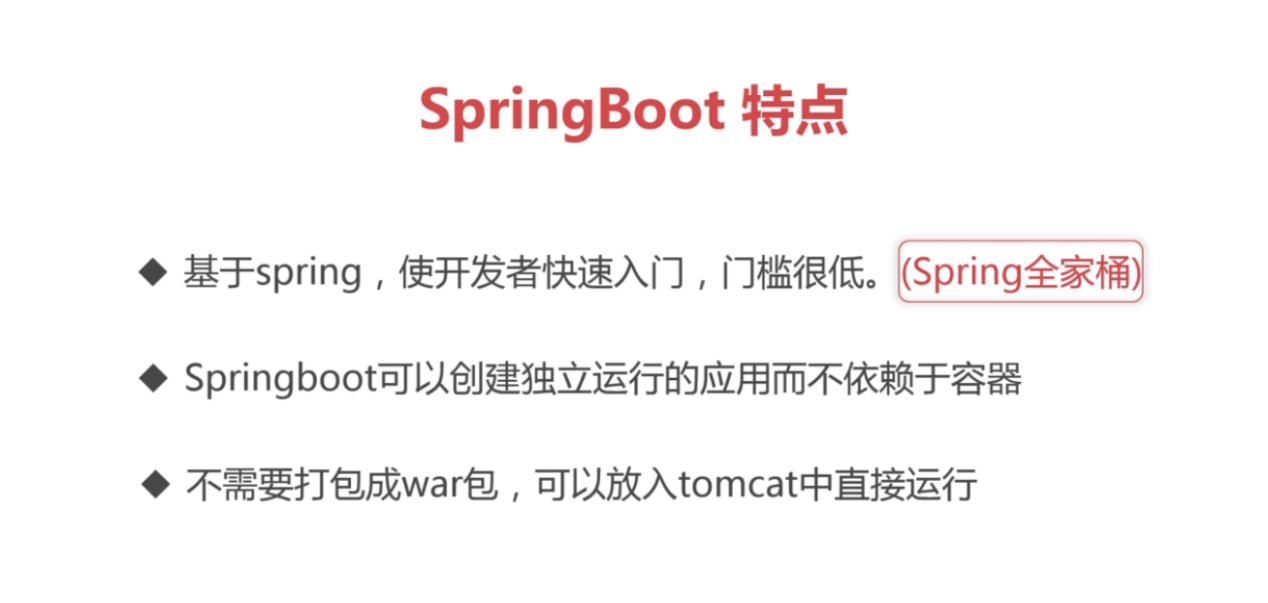 SpringBoot 特点
◆ 基于spring，使开发者快速入门，门槛很低。(Spring全家桶)
◆ Springboot可以创建独立运行的应用而不依赖于容器
◆ 不需要打包成war包，可以放入tomcat中直接运行